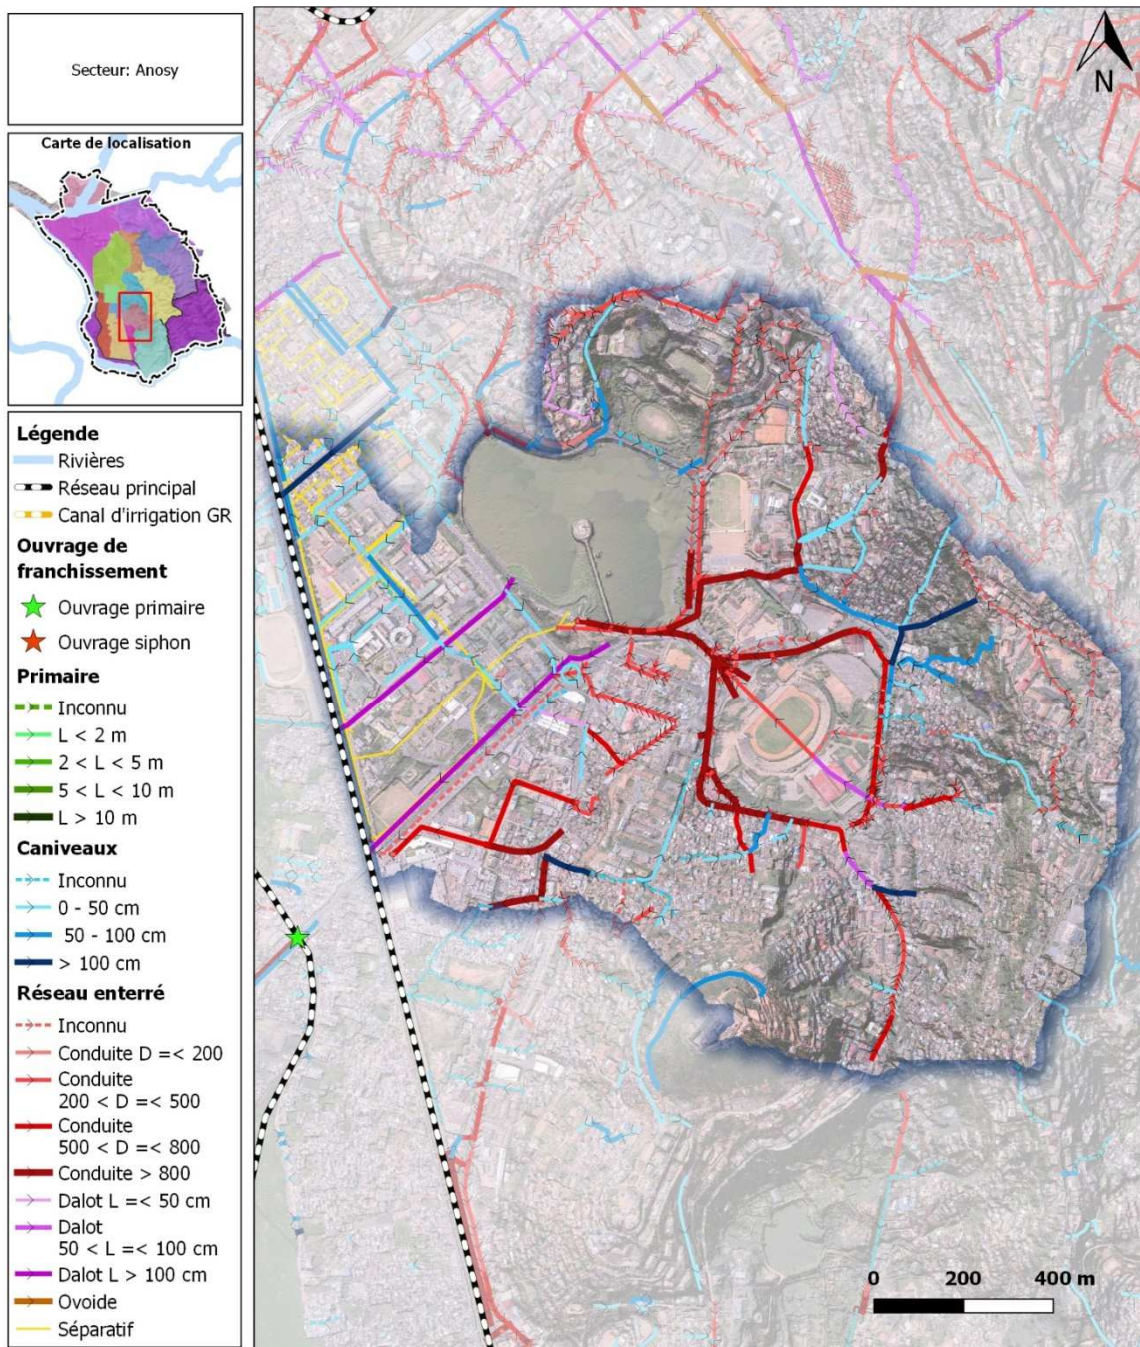 Secteur: Anosy
Carte de localisation
Légende
Rivières
Réseau principal
Canal d'irrigation GR
Ouvrage de
franchissement
Ouvrage primaire
Ouvrage siphon
Primaire
Inconnu
L < 2 m
2 < L < 5 m
5 < L < 10 m
L > 10 m
Caniveaux
Inconnu
0 - 50 cm
50 - 100 cm
> 100 cm
Réseau enterré
Inconnu
Conduite D =< 200
Conduite
200 < D =< 500
Conduite
500 < D =< 800
Conduite > 800
Dalot L =< 50 cm
Dalot
50 < L =< 100 cm
Dalot L > 100 cm
Ovoide
Séparatif
N
0 200 400 m